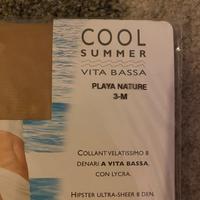 COOL
SUMMER
VITA BASSA
PLAYA NATURE
3-M
COLLANT VELATISSIMO 8
DENARI A VITA BASSA,
CON LYCRA.
HIPSTER ULTRA-SHEER 8 DEN.